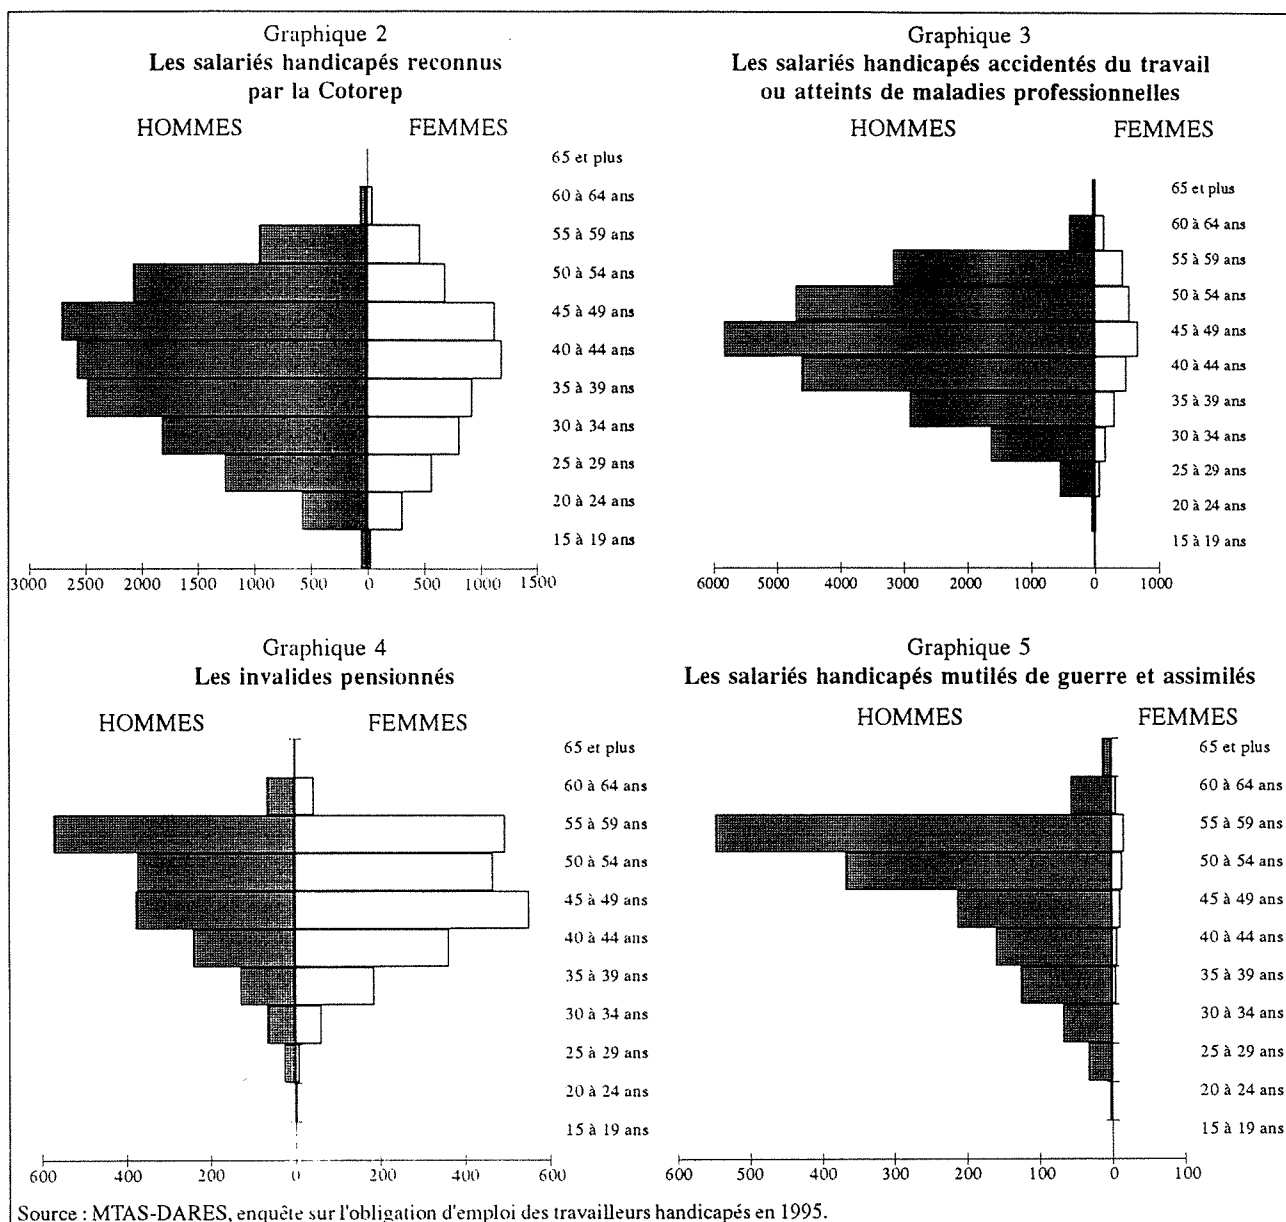 Graphique 2
Les salariés handicapés reconnus
par la Cotorep
HOMMES FEMMES
65 et plus
60 à 64 ans
55 à 59 ans
50 à 54 ans
45 à 49 ans
40 à 44 ans
35 à 39 ans
30 à 34 ans
25 à 29 ans
20 à 24 ans
15 à 19 ans
3000 2500 2000 1500 1000 500 0 500 1000 1500
Graphique 3
Les salariés handicapés accidentés du travail
ou atteints de maladies professionnelles
HOMMES FEMMES
65 et plus
60 à 64 ans
55 à 59 ans
50 à 54 ans
45 à 49 ans
40 à 44 ans
35 à 39 ans
30 à 34 ans
25 à 29 ans
20 à 24 ans
15 à 19 ans
6000 5000 4000 3000 2000 1000 0 1000
Graphique 4
Les invalides pensionnés
HOMMES FEMMES
65 et plus
60 à 64 ans
55 à 59 ans
50 à 54 ans
45 à 49 ans
40 à 44 ans
35 à 39 ans
30 à 34 ans
25 à 29 ans
20 à 24 ans
15 à 19 ans
600 400 200 0 200 400 600
Graphique 5
Les salariés handicapés mutilés de guerre et assimilés
HOMMES FEMMES
65 et plus
60 à 64 ans
55 à 59 ans
50 à 54 ans
45 à 49 ans
40 à 44 ans
35 à 39 ans
30 à 34 ans
25 à 29 ans
20 à 24 ans
15 à 19 ans
600 500 400 300 200 100 0 100
Source : MTAS-DARES, enquête sur l'obligation d'emploi des travailleurs handicapés en 1995.